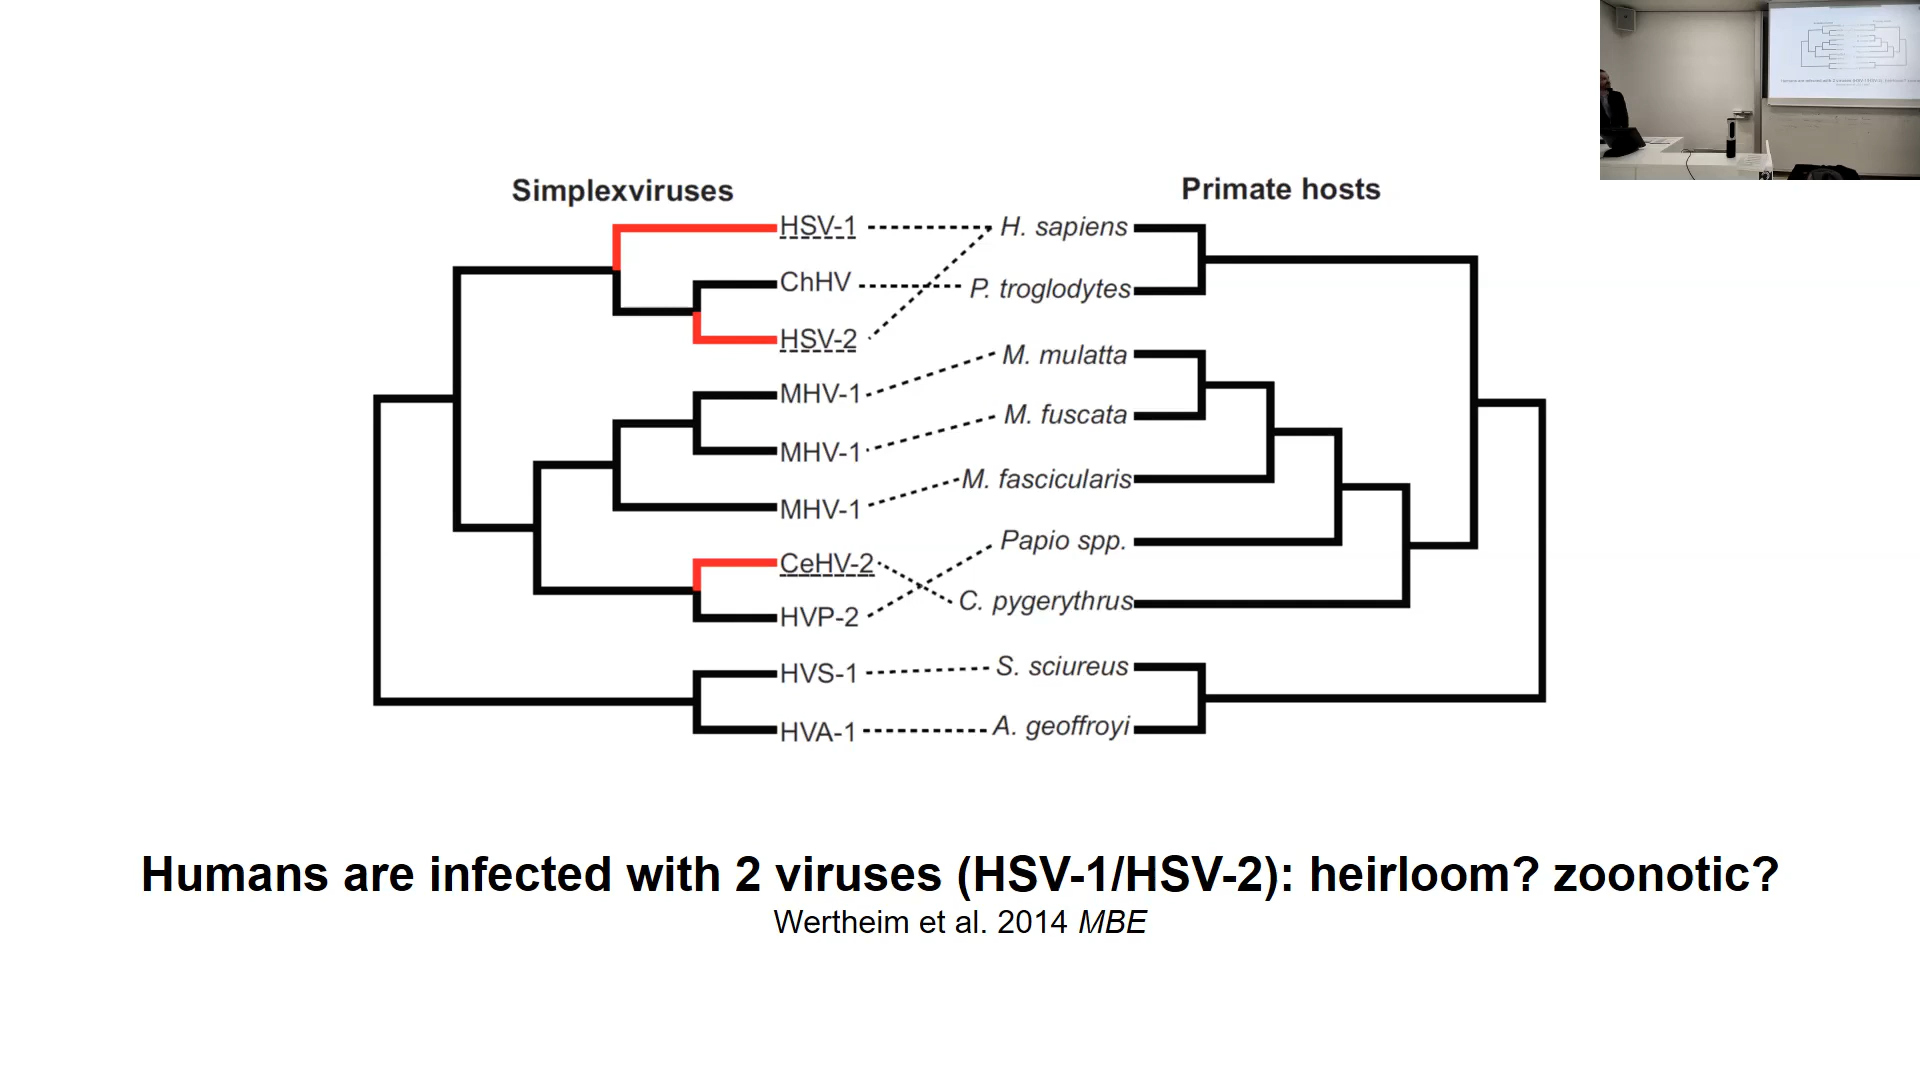 Simplexviruses
Primate hosts
HSV-1
H. sapiens
ChHV
P. troglodytes
HSV-2
M. mulatta
MHV-1
M. fuscata
MHV-1
M. fascicularis
MHV-1
Papio spp.
CeHV-2
C. pygerythrus
HVP-2
HVS-1
S. sciureus
HVA-1
A. geoffroyi
Humans are infected with 2 viruses (HSV-1/HSV-2): heirloom? zoonotic?
Wertheim et al. 2014 MBE